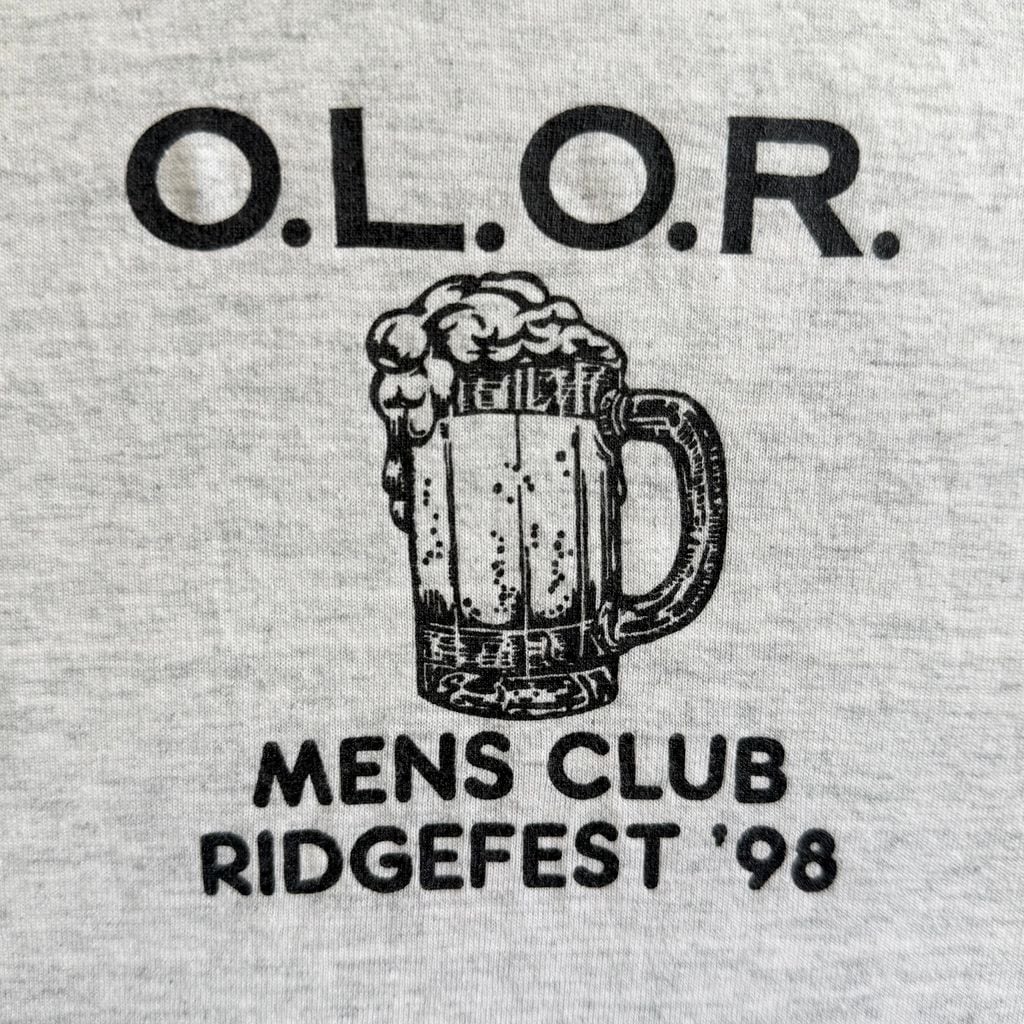 O.L.O.R.
MENS CLUB
RIDGEFEST '98